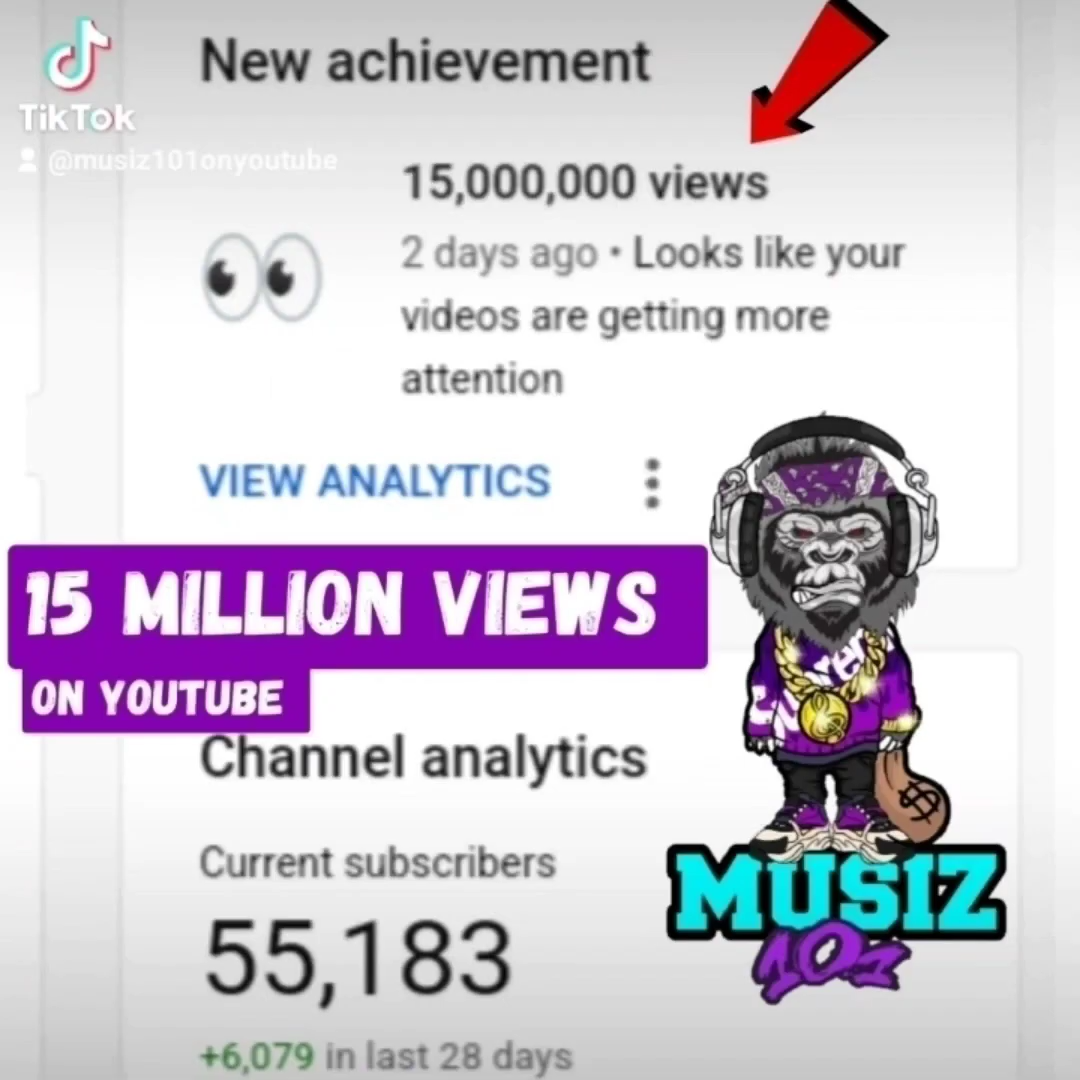 New achievement
TikTok
@musiz101onyoutube
15,000,000 views
2 days ago • Looks like your
videos are getting more
attention
VIEW ANALYTICS
15 MILLION VIEWS
ON YOUTUBE
Channel analytics
Current subscribers
55,183
+6,079 in last 28 days
MUSIZ
101